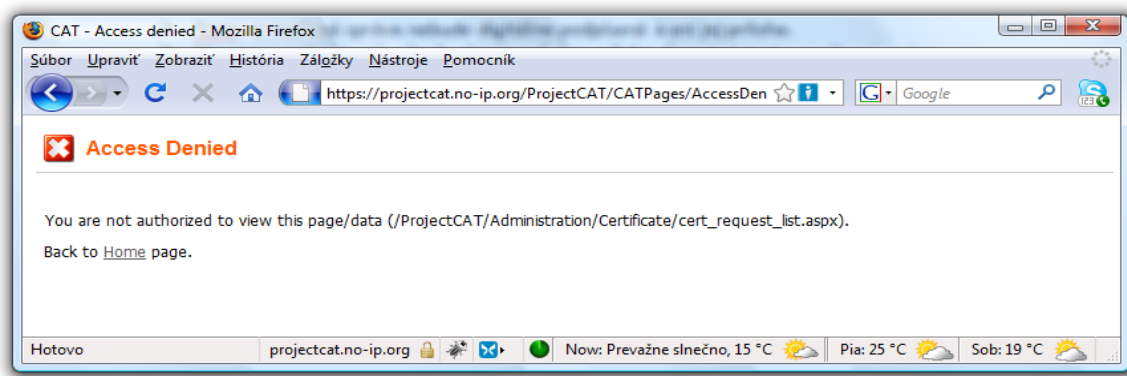 CAT - Access denied - Mozilla Firefox
Súbor Upraviť Zobraziť História Záložky Nástroje Pomocník
https://projectcat.no-ip.org/ProjectCAT/CATPages/AccessDen G Google 123
Access Denied
You are not authorized to view this page/data (/ProjectCAT/Administration/Certificate/cert_request_list.aspx).
Back to Home page.
Hotovo projectcat.no-ip.org Now: Prevažne slnečno, 15 °C Pia: 25 °C Sob: 19 °C